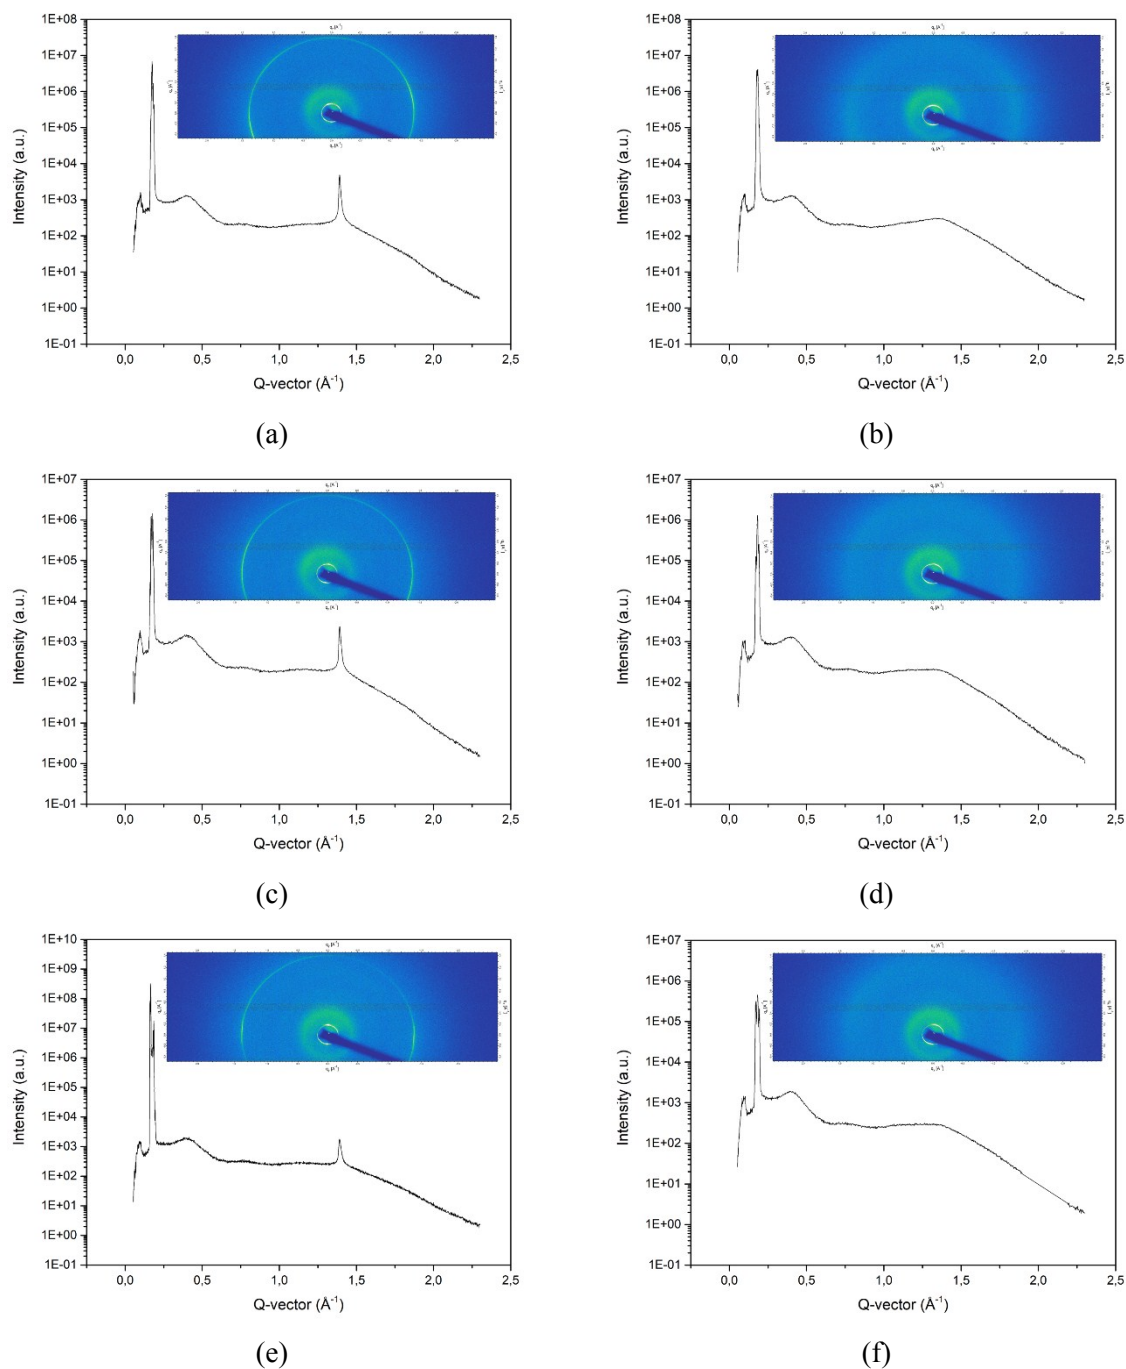 1E+08
1E+07
1E+06
1E+05
1E+04
1E+03
1E+02
1E+01
1E+00
1E-01
Intensity (a.u.)
0,0 0,5 1,0 1,5 2,0 2,5
Q-vector (Å-1)
(a)
1E+08
1E+07
1E+06
1E+05
1E+04
1E+03
1E+02
1E+01
1E+00
1E-01
Intensity (a.u.)
0,0 0,5 1,0 1,5 2,0 2,5
Q-vector (Å-1)
(b)
1E+07
1E+06
1E+05
1E+04
1E+03
1E+02
1E+01
1E+00
1E-01
Intensity (a.u.)
0,0 0,5 1,0 1,5 2,0 2,5
Q-vector (Å-1)
(c)
1E+07
1E+06
1E+05
1E+04
1E+03
1E+02
1E+01
1E+00
1E-01
Intensity (a.u.)
0,0 0,5 1,0 1,5 2,0 2,5
Q-vector (Å-1)
(d)
1E+10
1E+09
1E+08
1E+07
1E+06
1E+05
1E+04
1E+03
1E+02
1E+01
1E+00
1E-01
Intensity (a.u.)
0,0 0,5 1,0 1,5 2,0 2,5
Q-vector (Å-1)
(e)
1E+07
1E+06
1E+05
1E+04
1E+03
1E+02
1E+01
1E+00
1E-01
Intensity (a.u.)
0,0 0,5 1,0 1,5 2,0 2,5
Q-vector (Å-1)
(f)